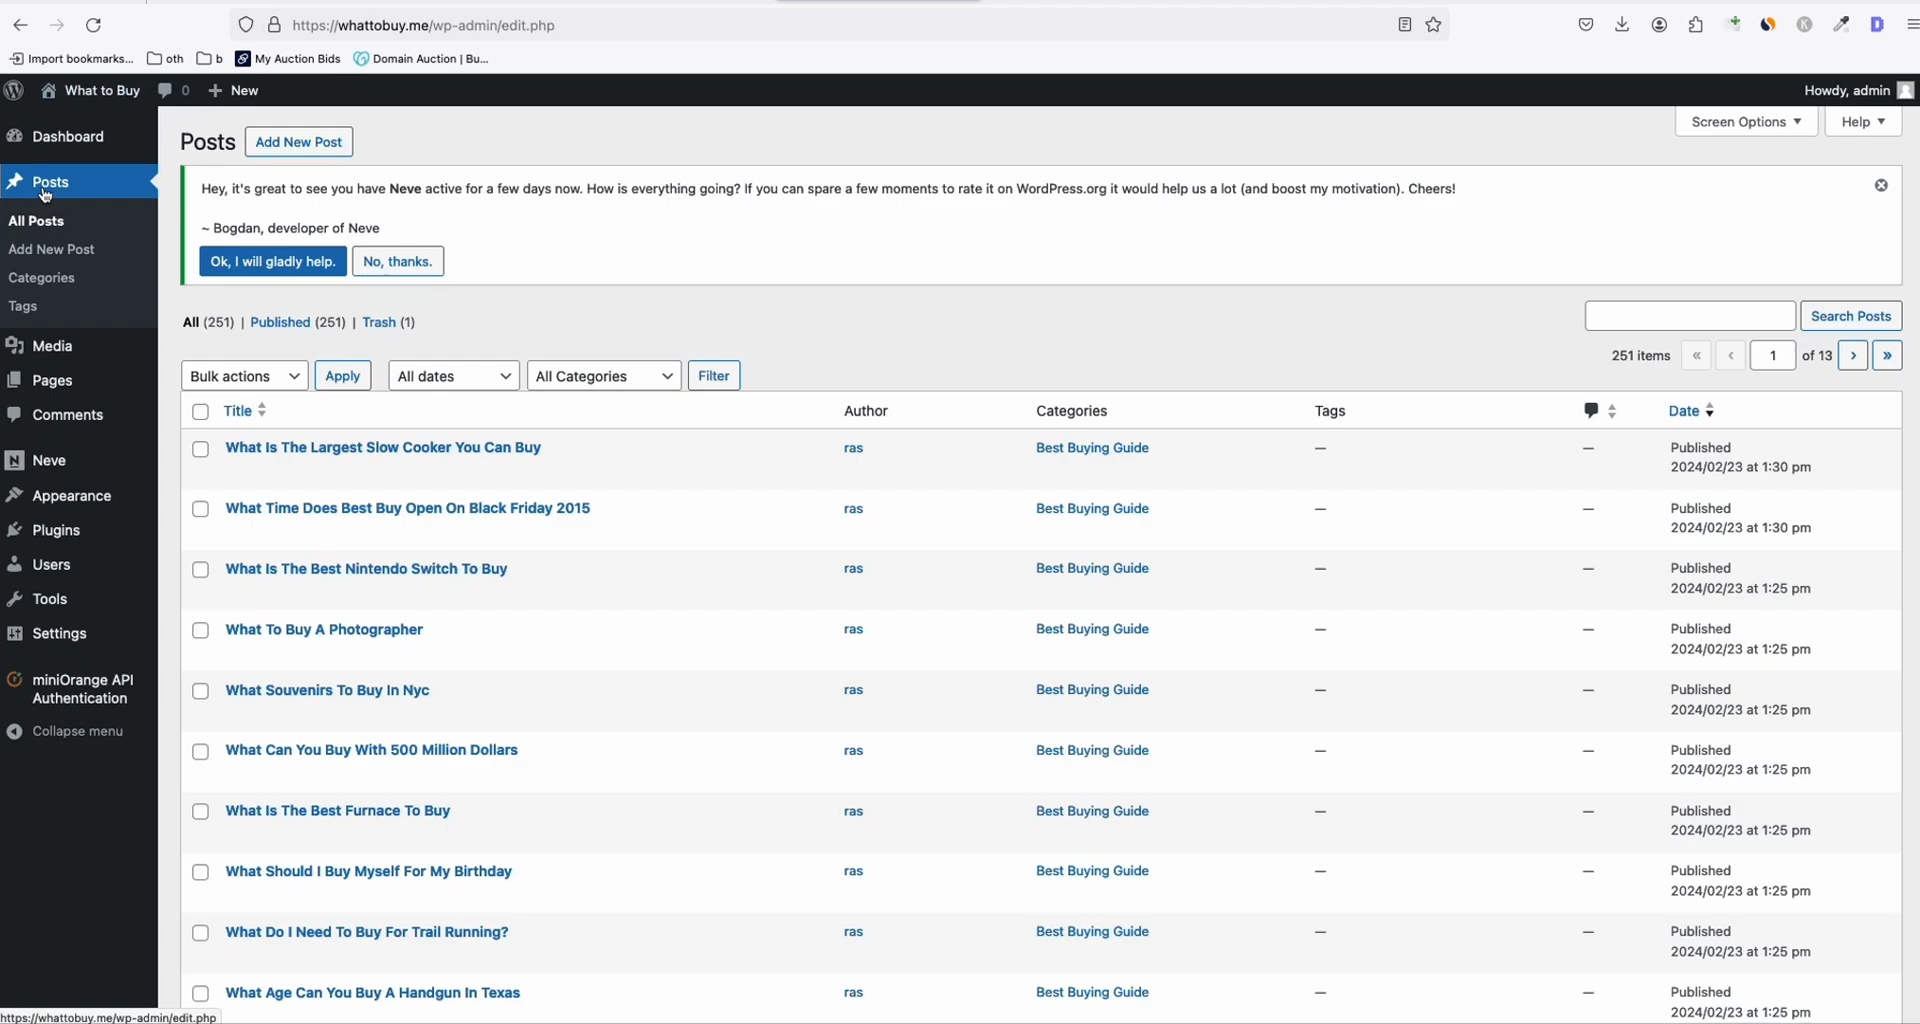 https://whattobuy.me/wp-admin/edit.php
Import bookmarks... oth b My Auction Bids Domain Auction | Bu...
What to Buy 0 + New Howdy, admin
Screen Options Help
Dashboard
Posts
All Posts
Add New Post
Categories
Tags
Media
Pages
Comments
Neve
Appearance
Plugins
Users
Tools
Settings
miniOrange API
Authentication
Collapse menu
Posts Add New Post
Hey, it's great to see you have Neve active for a few days now. How is everything going? If you can spare a few moments to rate it on WordPress.org it would help us a lot (and boost my motivation). Cheers!
~ Bogdan, developer of Neve
Ok, I will gladly help. No, thanks.
All (251) | Published (251) | Trash (1)
Search Posts
251 items « ‹ 1 of 13 › »
Bulk actions Apply All dates All Categories Filter
Title Author Categories Tags Date
What Is The Largest Slow Cooker You Can Buy ras Best Buying Guide — — Published
2024/02/23 at 1:30 pm
What Time Does Best Buy Open On Black Friday 2015 ras Best Buying Guide — — Published
2024/02/23 at 1:30 pm
What Is The Best Nintendo Switch To Buy ras Best Buying Guide — — Published
2024/02/23 at 1:25 pm
What To Buy A Photographer ras Best Buying Guide — — Published
2024/02/23 at 1:25 pm
What Souvenirs To Buy In Nyc ras Best Buying Guide — — Published
2024/02/23 at 1:25 pm
What Can You Buy With 500 Million Dollars ras Best Buying Guide — — Published
2024/02/23 at 1:25 pm
What Is The Best Furnace To Buy ras Best Buying Guide — — Published
2024/02/23 at 1:25 pm
What Should I Buy Myself For My Birthday ras Best Buying Guide — — Published
2024/02/23 at 1:25 pm
What Do I Need To Buy For Trail Running? ras Best Buying Guide — — Published
2024/02/23 at 1:25 pm
What Age Can You Buy A Handgun In Texas ras Best Buying Guide — — Published
2024/02/23 at 1:25 pm
https://whattobuy.me/wp-admin/edit.php